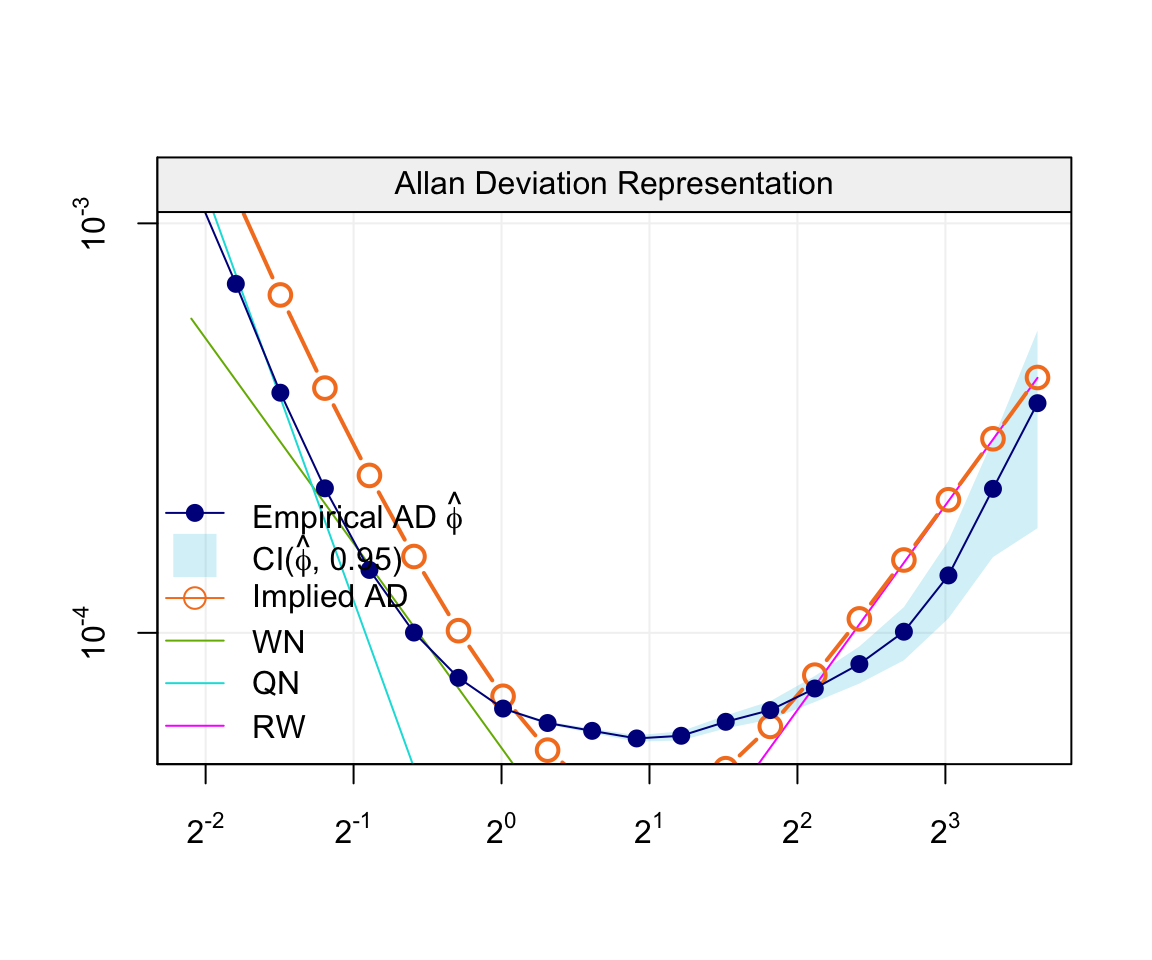 Allan Deviation Representation
10^-3
10^-4
Empirical AD φ̂
CI(φ̂, 0.95)
Implied AD
WN
QN
RW
2^-2 2^-1 2^0 2^1 2^2 2^3